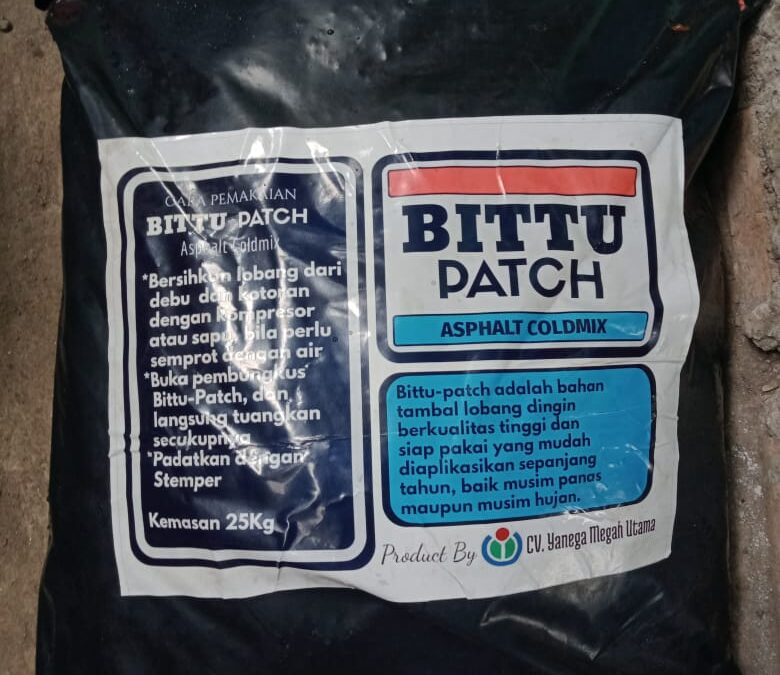 CARA PEMAKAIAN
BITTU-PATCH
Asphalt Coldmix
*Bersihkan lobang dari
debu dan kotoran
dengan kompresor
atau sapu, bila perlu
semprot dengan air
*Buka pembungkus
Bittu-Patch, dan
langsung tuangkan
secukupnya
*Padatkan dengan
Stemper
Kemasan 25Kg
BITTU
PATCH
ASPHALT COLDMIX
Bittu-patch adalah bahan
tambal lobang dingin
berkualitas tinggi dan
siap pakai yang mudah
diaplikasikan sepanjang
tahun, baik musim panas
maupun musim hujan.
Product By CV. Yanega Megah Utama